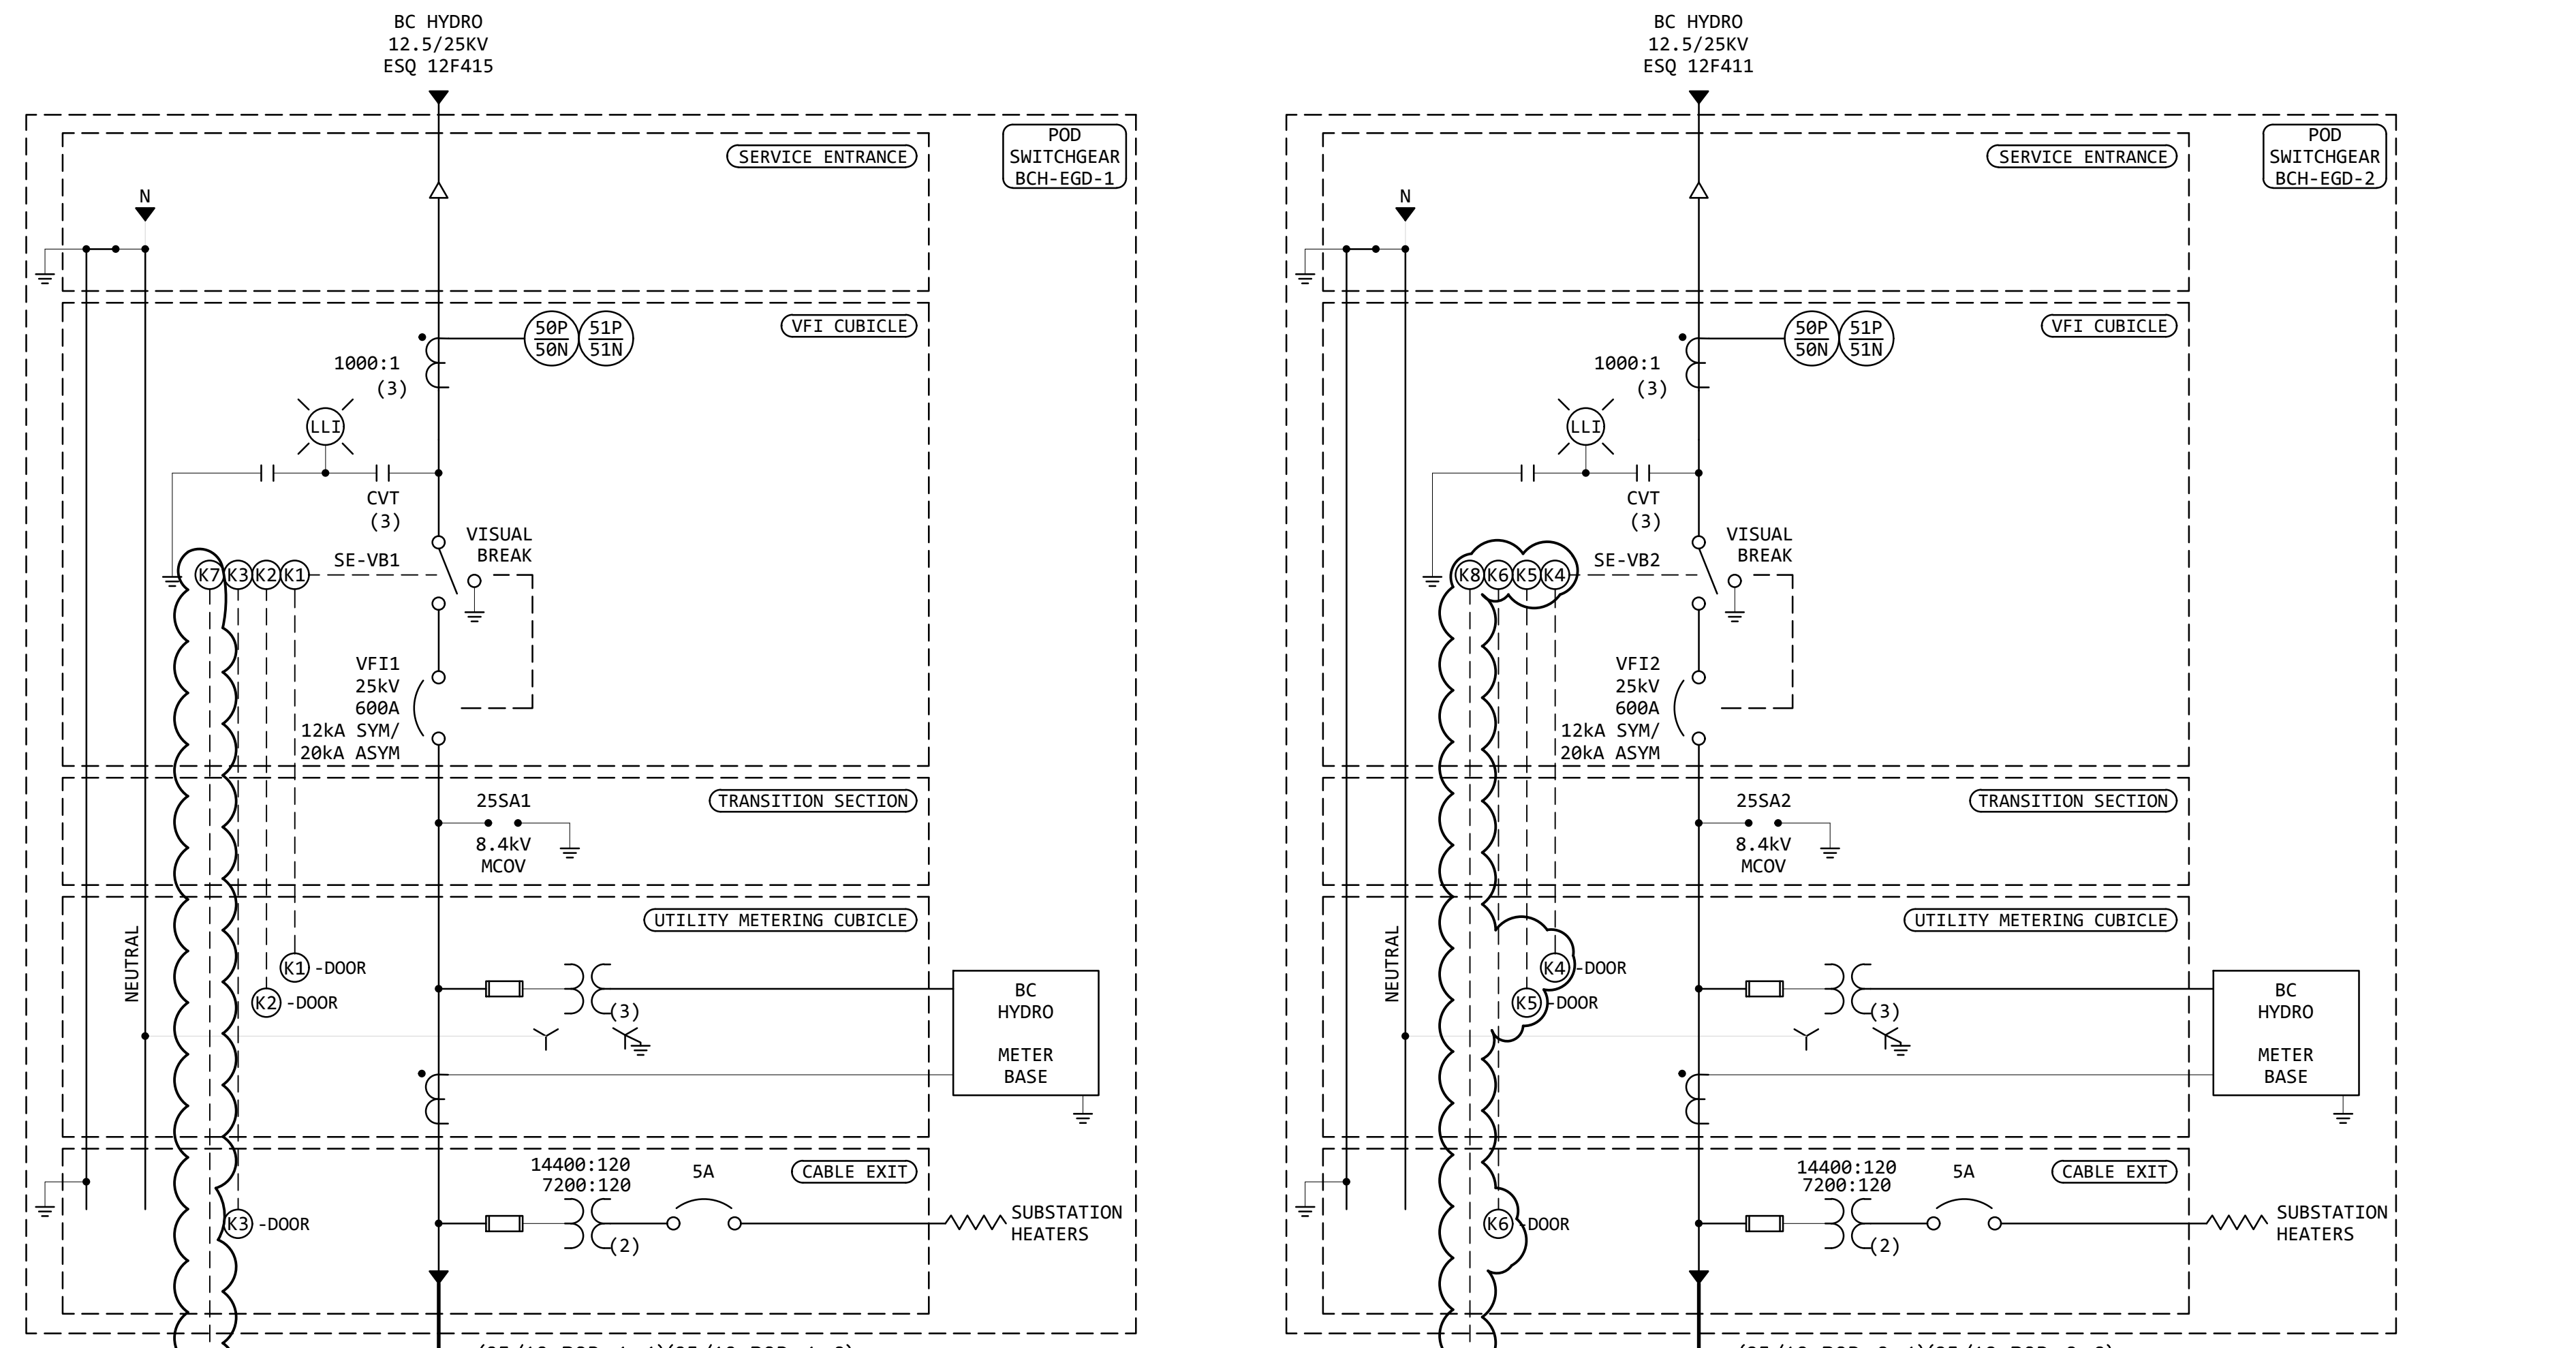 BC HYDRO
12.5/25KV
ESQ 12F415
POD
SWITCHGEAR
BCH-EGD-1
SERVICE ENTRANCE
N
VFI CUBICLE
50P
50N
51P
51N
1000:1
(3)
LLI
CVT
(3)
VISUAL
BREAK
SE-VB1
K7
K3
K2
K1
VFI1
25kV
600A
12kA SYM/
20kA ASYM
TRANSITION SECTION
25SA1
8.4kV
MCOV
UTILITY METERING CUBICLE
NEUTRAL
K1 -DOOR
K2 -DOOR
(3)
BC
HYDRO
METER
BASE
CABLE EXIT
14400:120
7200:120
5A
K3 -DOOR
(2)
SUBSTATION
HEATERS
BC HYDRO
12.5/25KV
ESQ 12F411
POD
SWITCHGEAR
BCH-EGD-2
SERVICE ENTRANCE
N
VFI CUBICLE
50P
50N
51P
51N
1000:1
(3)
LLI
CVT
(3)
VISUAL
BREAK
SE-VB2
K8
K6
K5
K4
VFI2
25kV
600A
12kA SYM/
20kA ASYM
TRANSITION SECTION
25SA2
8.4kV
MCOV
UTILITY METERING CUBICLE
NEUTRAL
K4 -DOOR
K5 -DOOR
(3)
BC
HYDRO
METER
BASE
CABLE EXIT
14400:120
7200:120
5A
K6 -DOOR
(2)
SUBSTATION
HEATERS